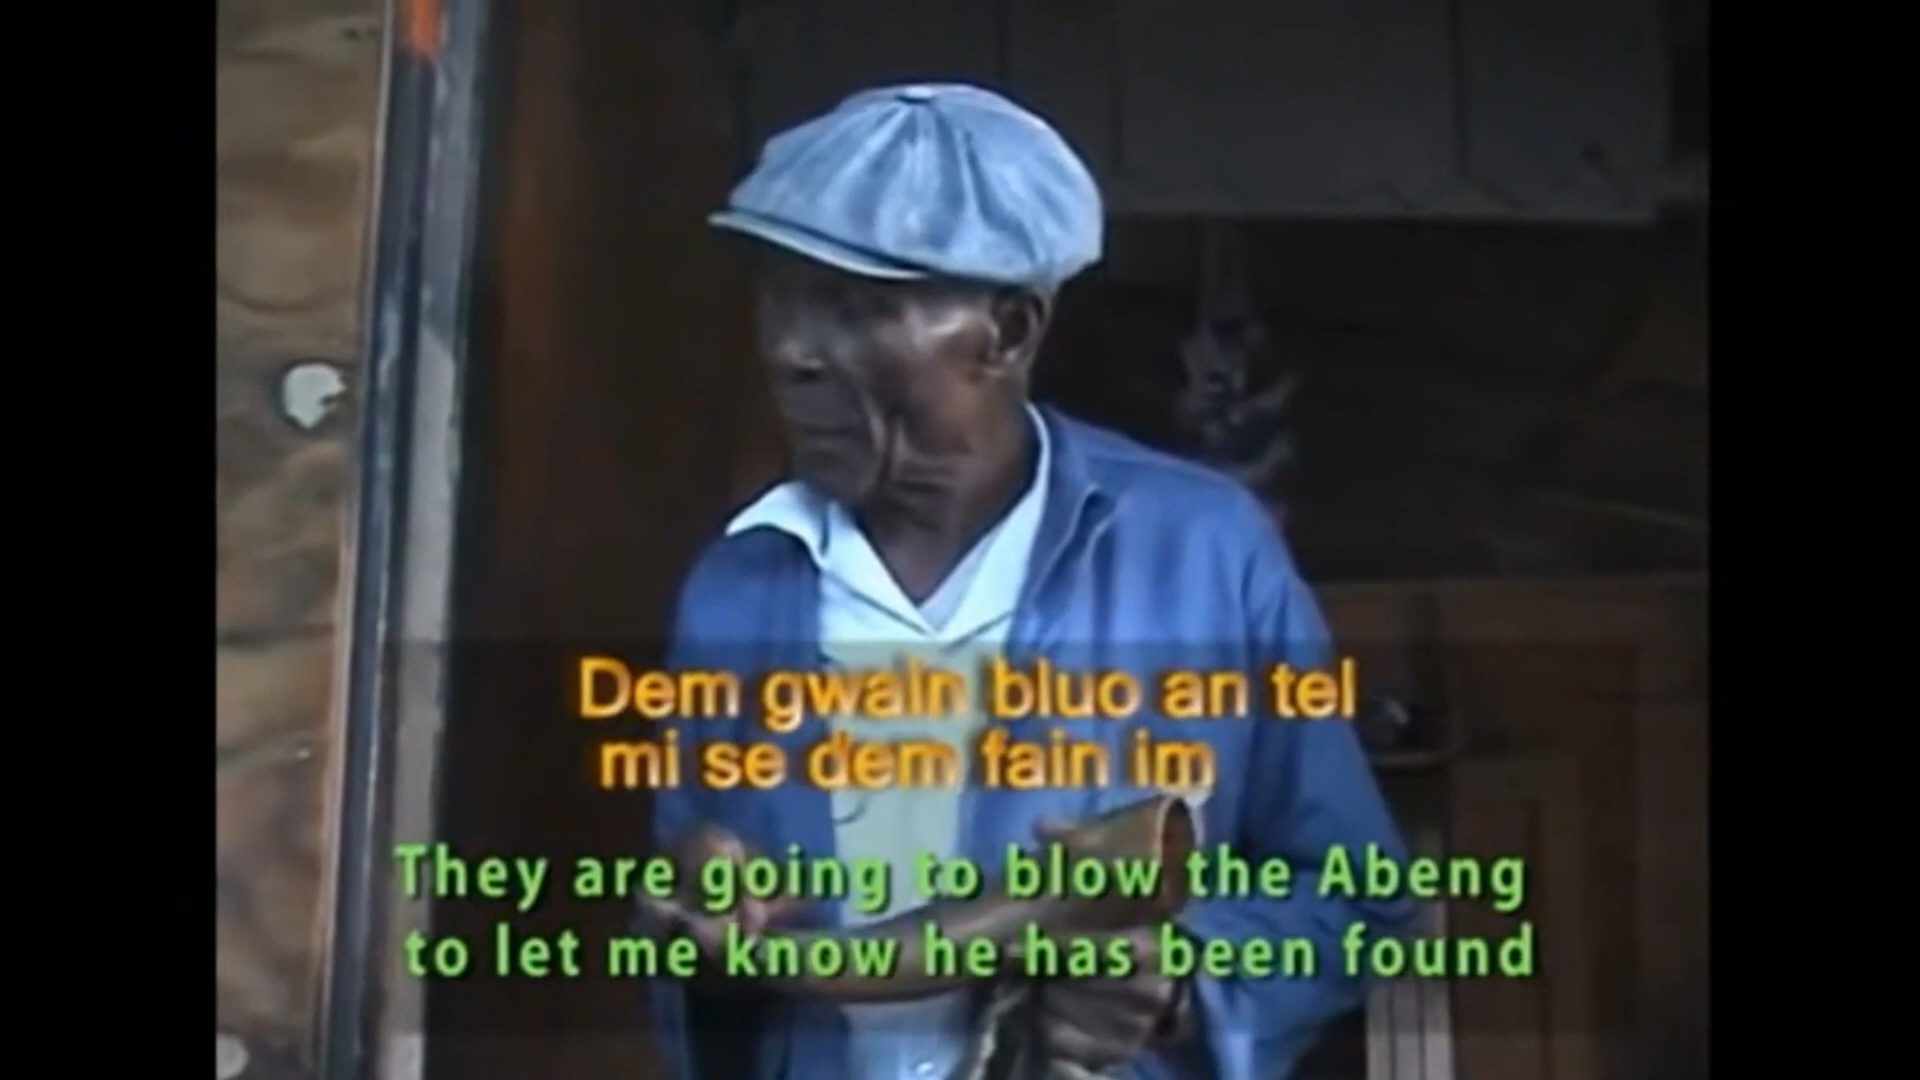 Dem gwain bluo an tel
mi se dem fain im
They are going to blow the Abeng
to let me know he has been found